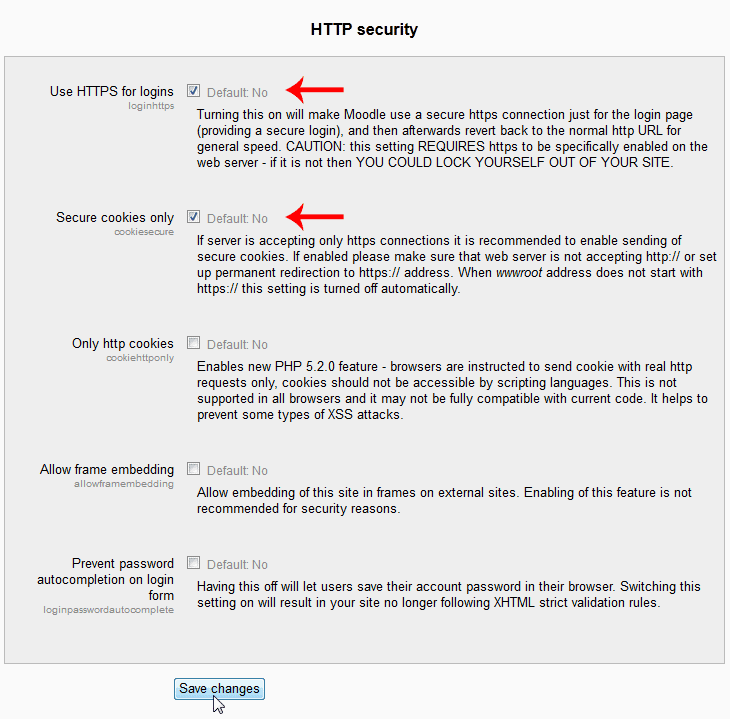 HTTP security
Use HTTPS for logins
loginhttps
Default: No
Turning this on will make Moodle use a secure https connection just for the login page
(providing a secure login), and then afterwards revert back to the normal http URL for
general speed. CAUTION: this setting REQUIRES https to be specifically enabled on the
web server - if it is not then YOU COULD LOCK YOURSELF OUT OF YOUR SITE.
Secure cookies only
cookiesecure
Default: No
If server is accepting only https connections it is recommended to enable sending of
secure cookies. If enabled please make sure that web server is not accepting http:// or set
up permanent redirection to https:// address. When wwwroot address does not start with
https:// this setting is turned off automatically.
Only http cookies
cookiehttponly
Default: No
Enables new PHP 5.2.0 feature - browsers are instructed to send cookie with real http
requests only, cookies should not be accessible by scripting languages. This is not
supported in all browsers and it may not be fully compatible with current code. It helps to
prevent some types of XSS attacks.
Allow frame embedding
allowframembedding
Default: No
Allow embedding of this site in frames on external sites. Enabling of this feature is not
recommended for security reasons.
Prevent password
autocompletion on login
form
loginpasswordautocomplete
Default: No
Having this off will let users save their account password in their browser. Switching this
setting on will result in your site no longer following XHTML strict validation rules.
Save changes